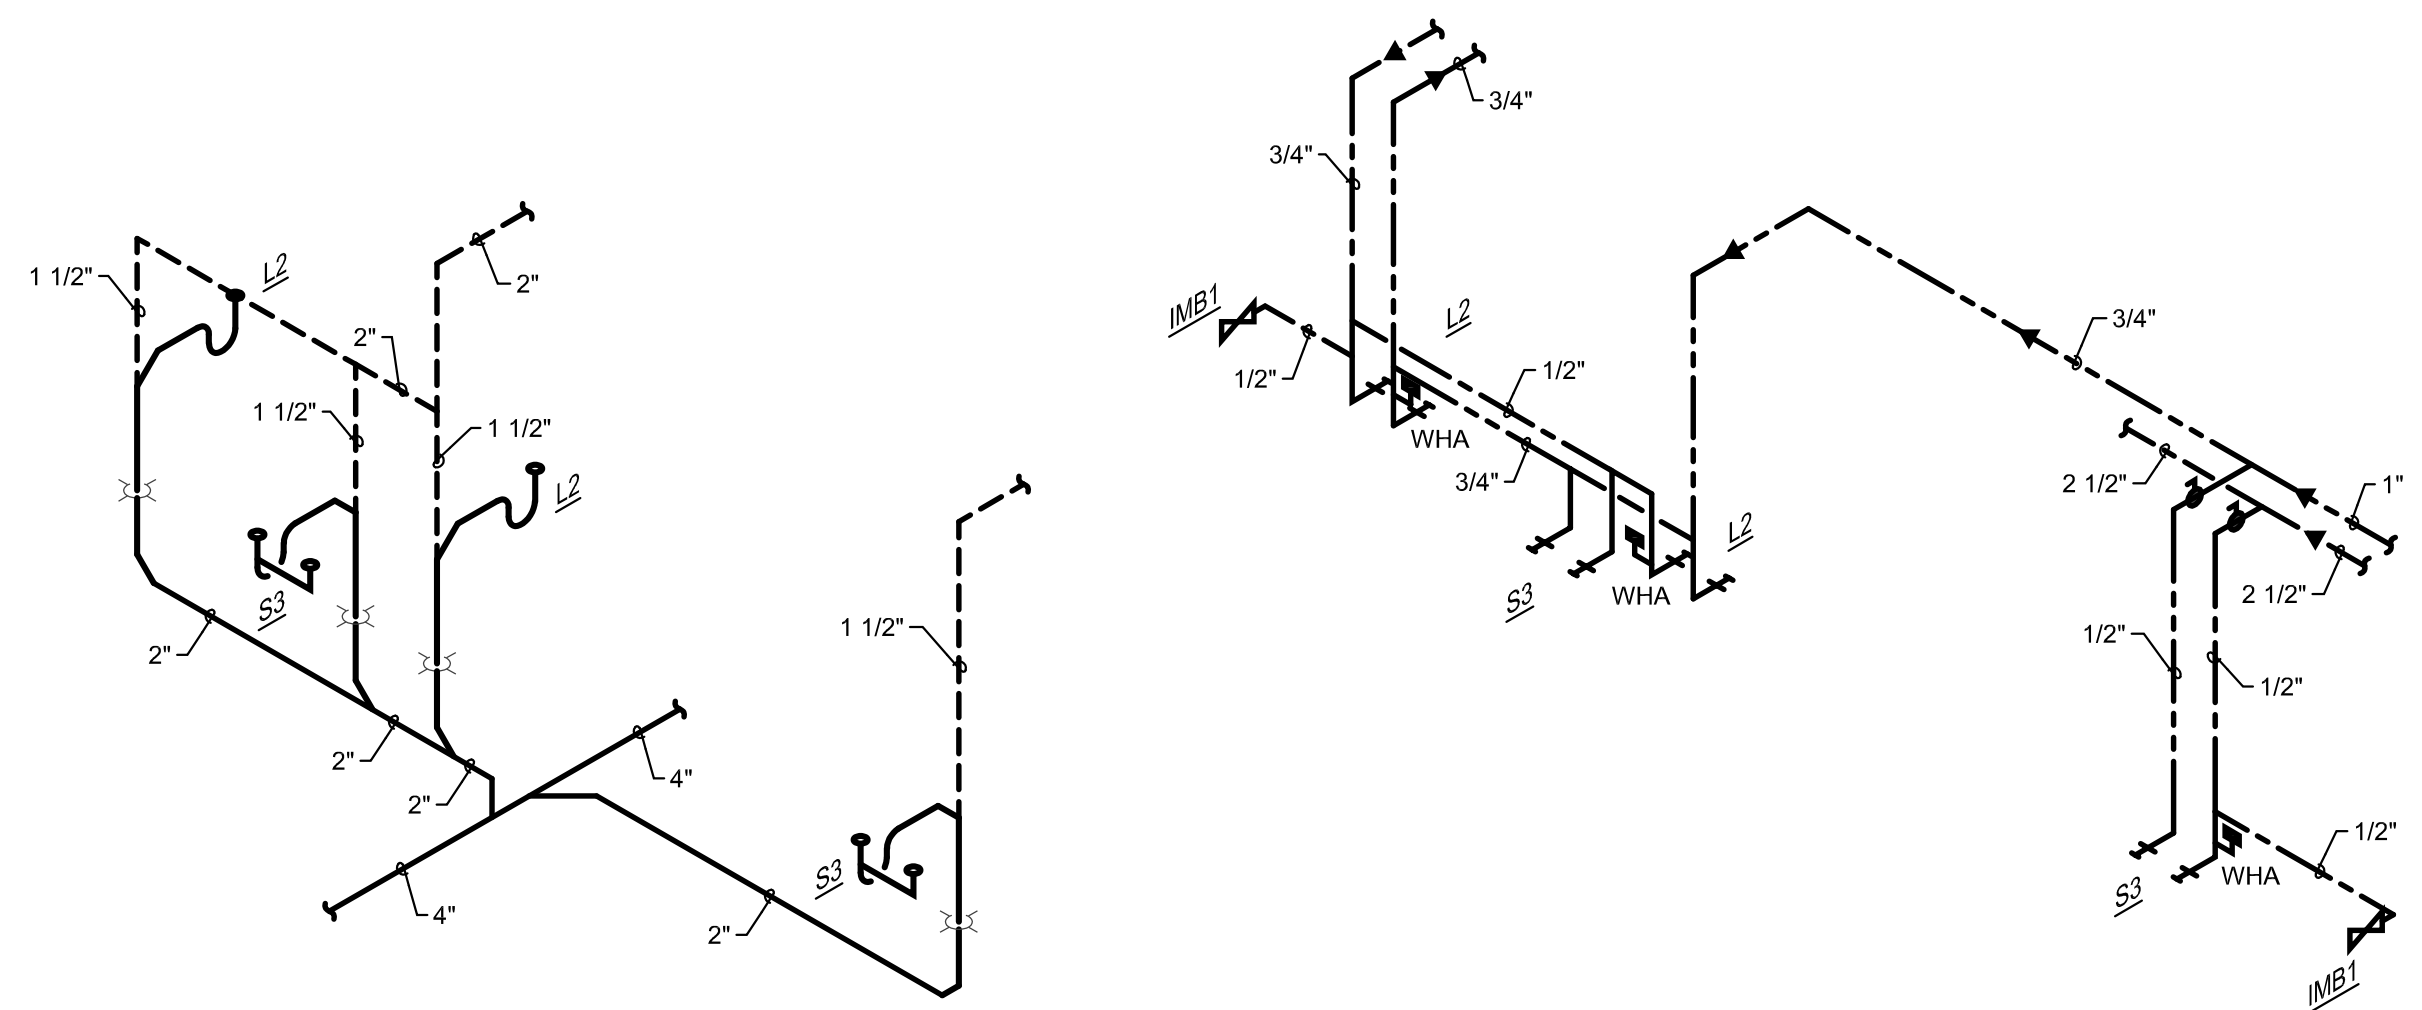 3/4"
3/4"
L2
1 1/2"
2"
IMB1
L2
3/4"
2"
1/2"
1/2"
1 1/2"
1 1/2"
WHA
L2
3/4"
2 1/2"
1"
S3
L2
S3
WHA
2 1/2"
2"
1 1/2"
1/2"
1/2"
2"
4"
2"
S3
1/2"
WHA
S3
4"
2"
IMB1